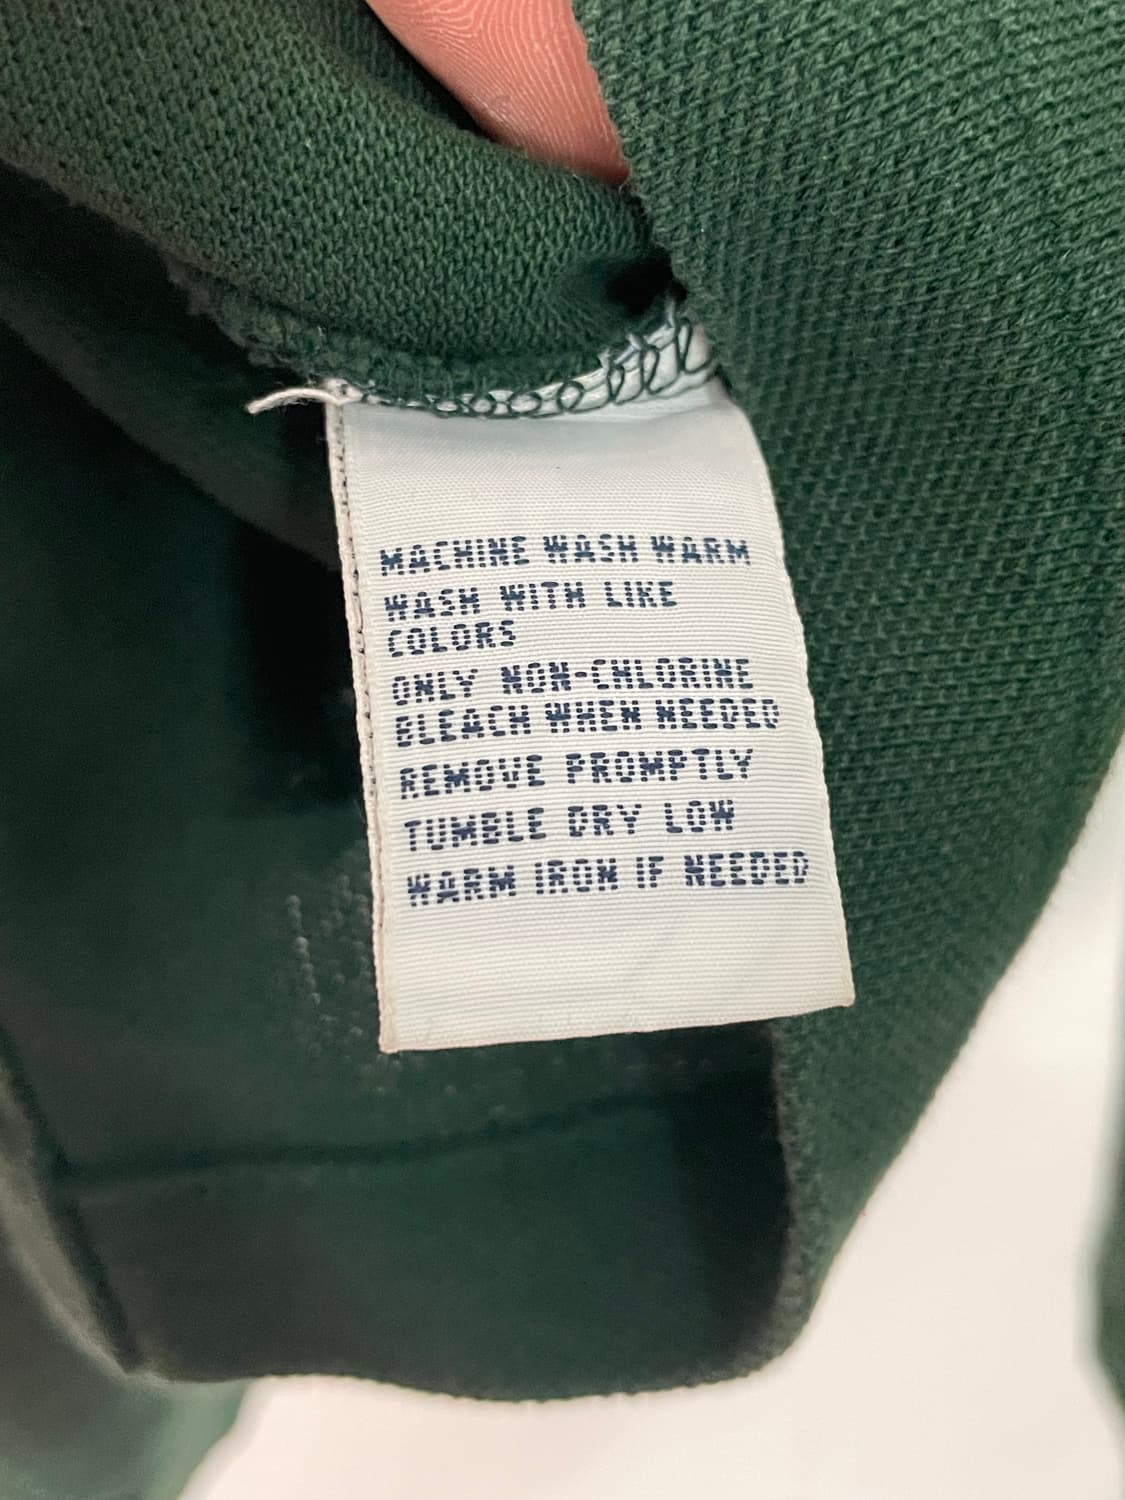 MACHINE WASH WARM
WASH WITH LIKE
COLORS
ONLY NON-CHLORINE
BLEACH WHEN NEEDED
REMOVE PROMPTLY
TUMBLE DRY LOW
WARM IRON IF NEEDED